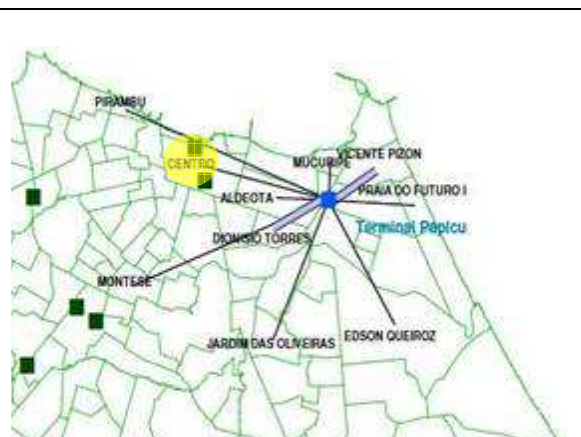 PIRAMBU
CENTRO
MUCURIPE
VICENTE PIZON
ALDEOTA
PRAIA DO FUTURO I
Terminal Papicu
DIONISIO TORRES
MONTESE
JARDIM DAS OLIVEIRAS
EDSON QUEIROZ